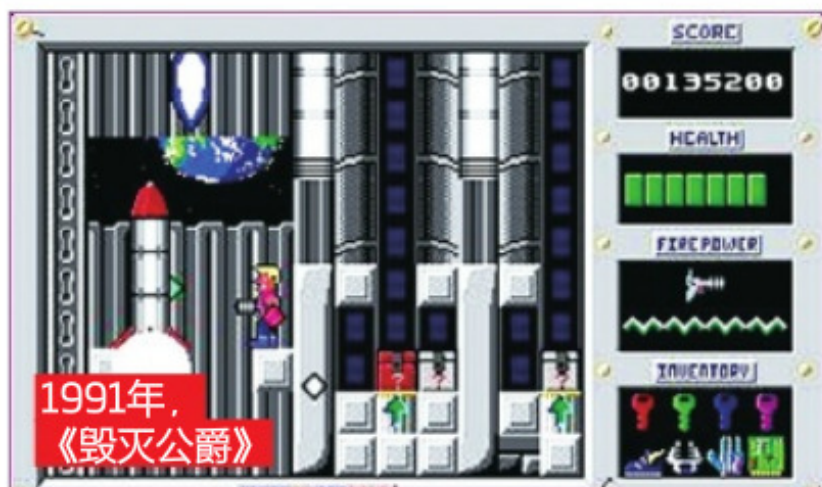 SCORE
00135200
HEALTH
FIREPOWER
INVENTORY
?
?
?
1991年,
《毁灭公爵》